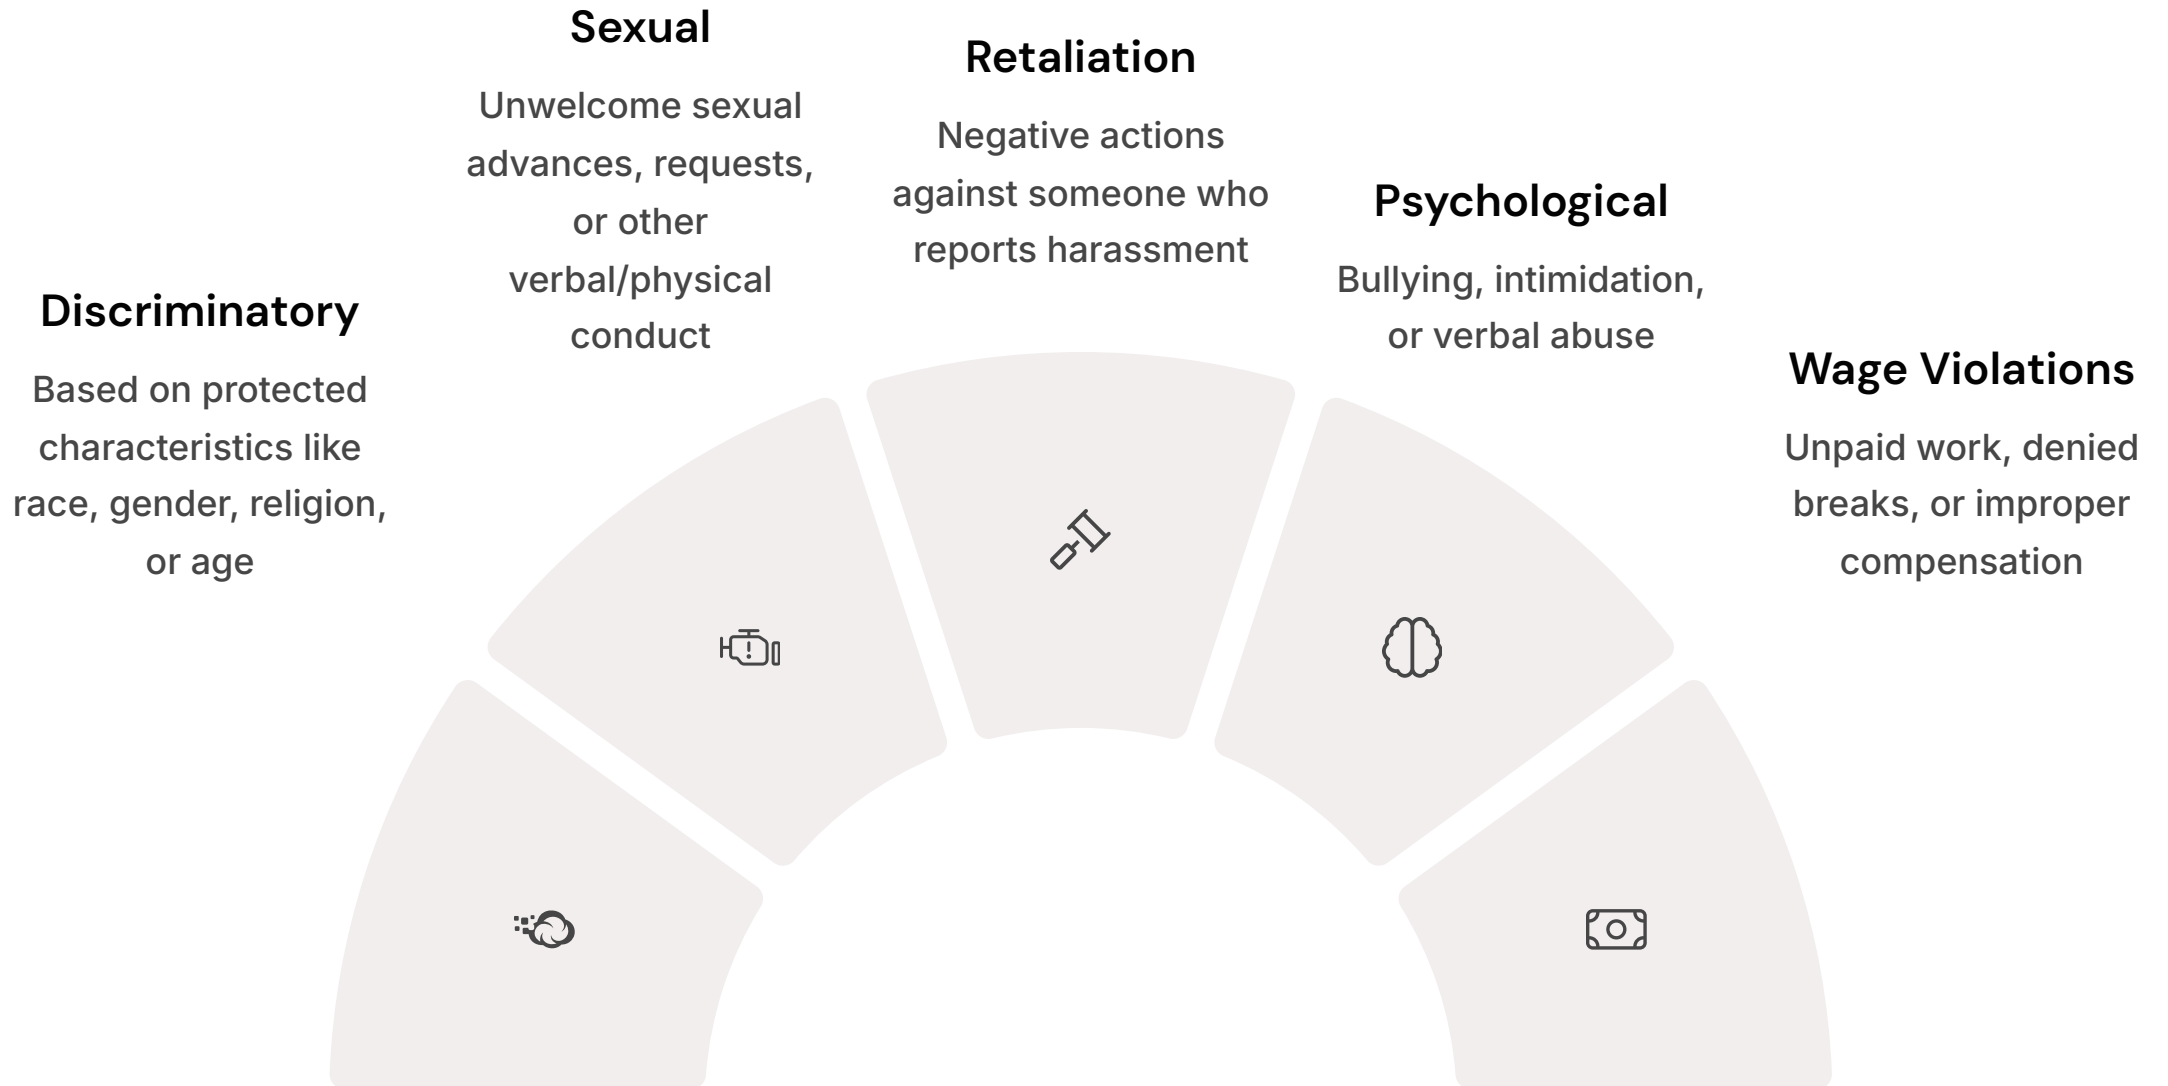 Discriminatory
Based on protected
characteristics like
race, gender, religion,
or age
Sexual
Unwelcome sexual
advances, requests,
or other
verbal/physical
conduct
Retaliation
Negative actions
against someone who
reports harassment
Psychological
Bullying, intimidation,
or verbal abuse
Wage Violations
Unpaid work, denied
breaks, or improper
compensation